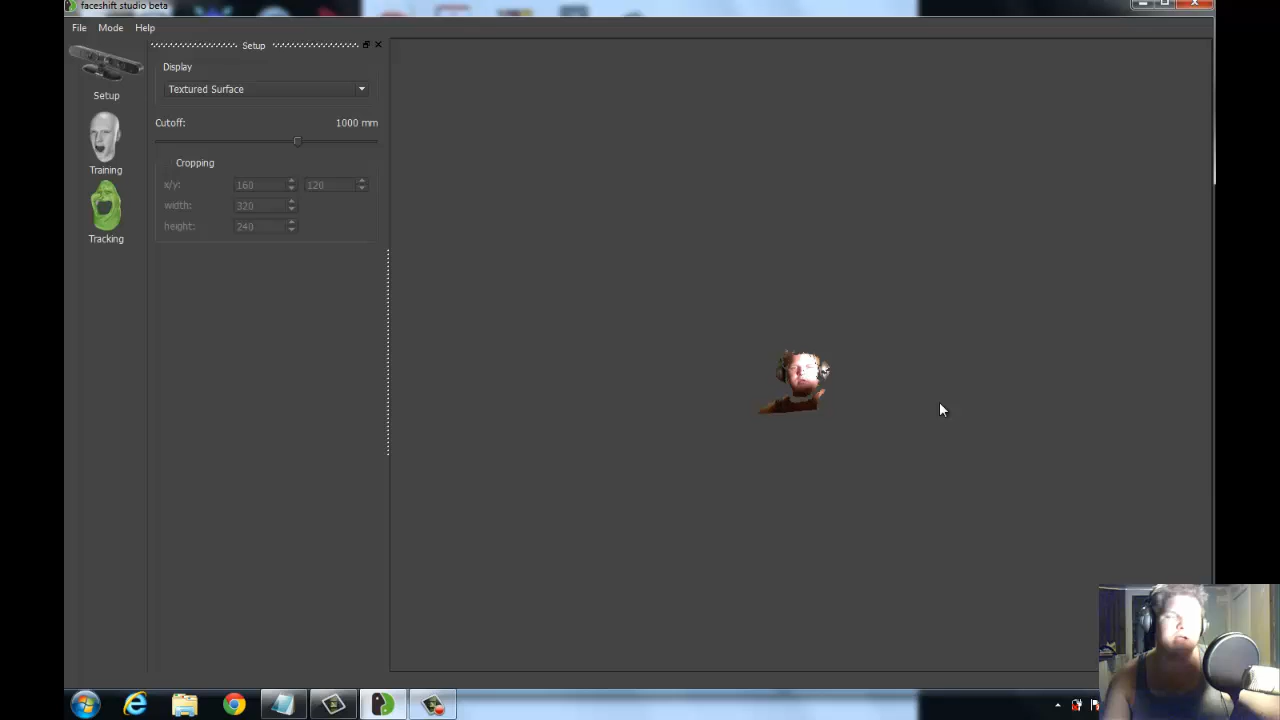 faceshift studio beta
File Mode Help
Setup
Display
Setup
Textured Surface
Cutoff: 1000 mm
Cropping
Training
x/y: 160 120
width: 320
height: 240
Tracking